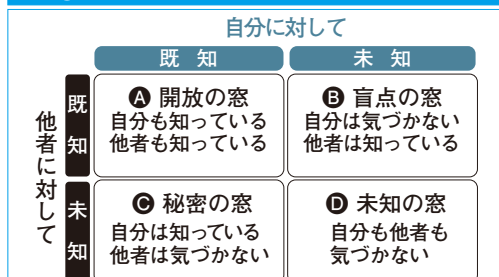 自分に対して
既知
未知
他者に対して
既知
Ⓐ 開放の窓
自分も知っている
他者も知っている
Ⓑ 盲点の窓
自分は気づかない
他者は知っている
未知
Ⓒ 秘密の窓
自分は知っている
他者は気づかない
Ⓓ 未知の窓
自分も他者も
気づかない